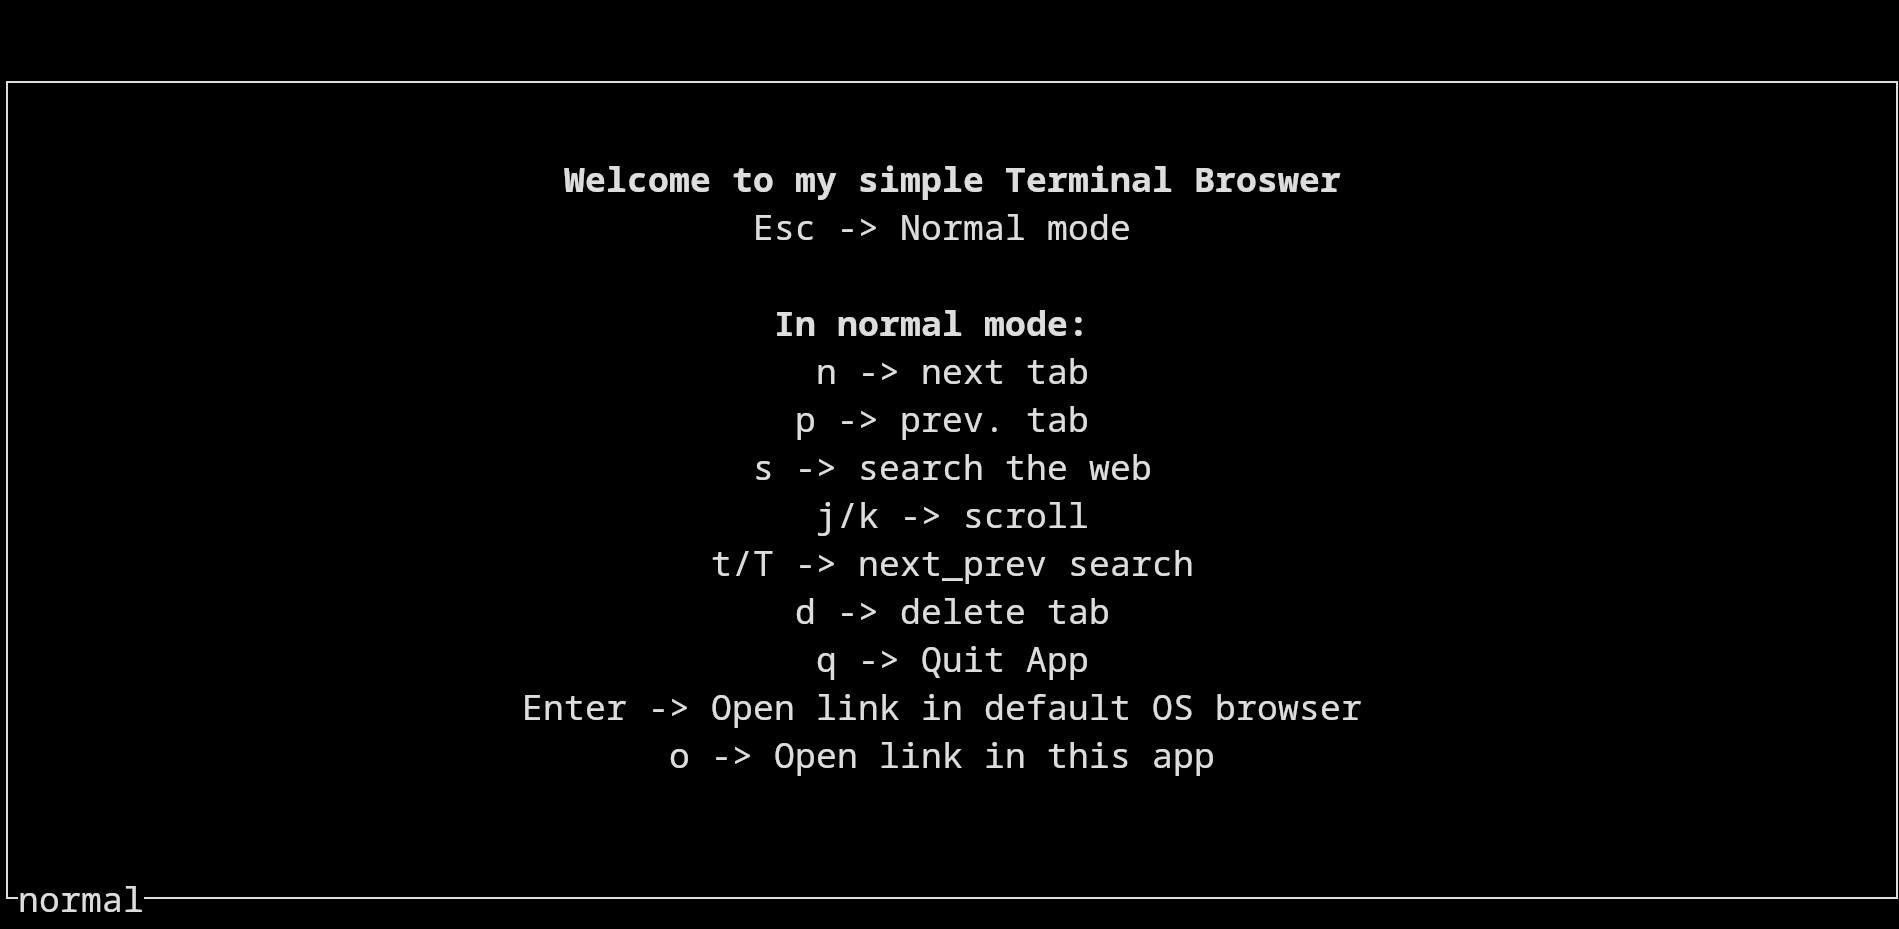 Welcome to my simple Terminal Broswer
Esc -> Normal mode
In normal mode:
n -> next tab
p -> prev. tab
s -> search the web
j/k -> scroll
t/T -> next_prev search
d -> delete tab
q -> Quit App
Enter -> Open link in default OS browser
o -> Open link in this app
normal